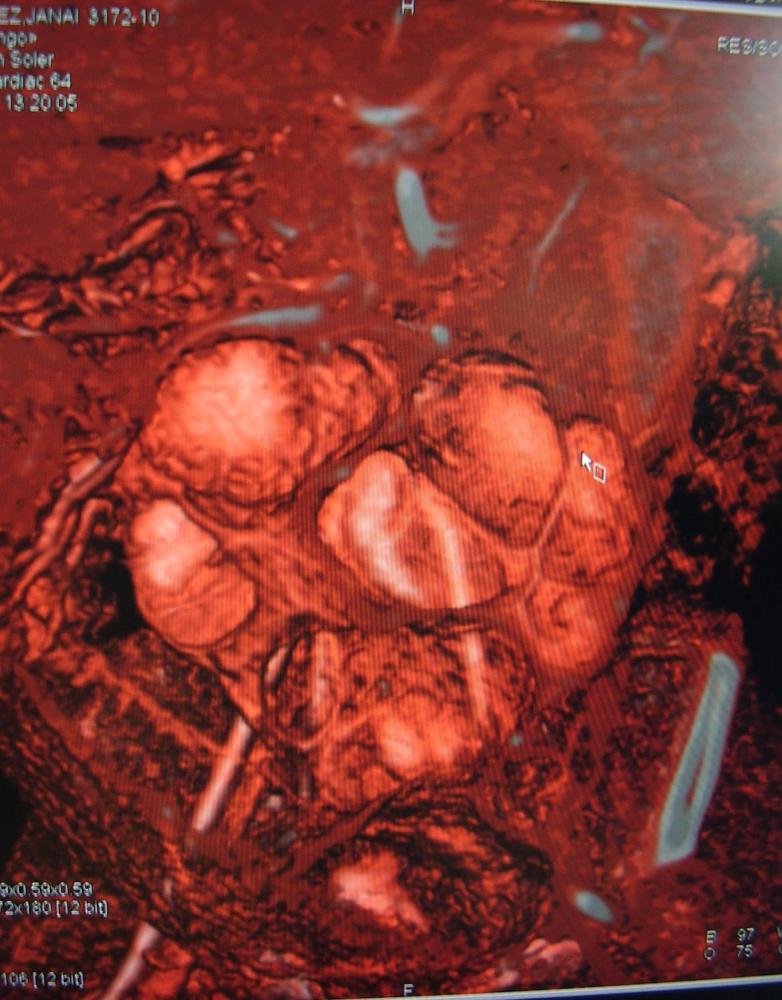 EZ,JANAI 3172-10
H
Soler
RES/SO
ardiac 64
13:20:05
9x0.59x0.59
72x180 [12 bit]
B 97
O 75
106 [12 bit]
F